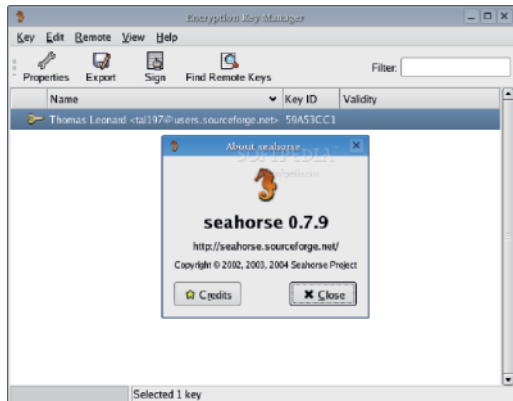 Encryption Key Manager
Key Edit Remote View Help
Properties Export Sign Find Remote Keys Filter:
Name Key ID Validity
Thomas Leonard <tal197@users.sourceforge.net> 59A53CC1
About seahorse
SOFTPEDIA
seahorse 0.7.9
http://seahorse.sourceforge.net/
Copyright © 2002, 2003, 2004 Seahorse Project
Credits Close
Selected 1 key